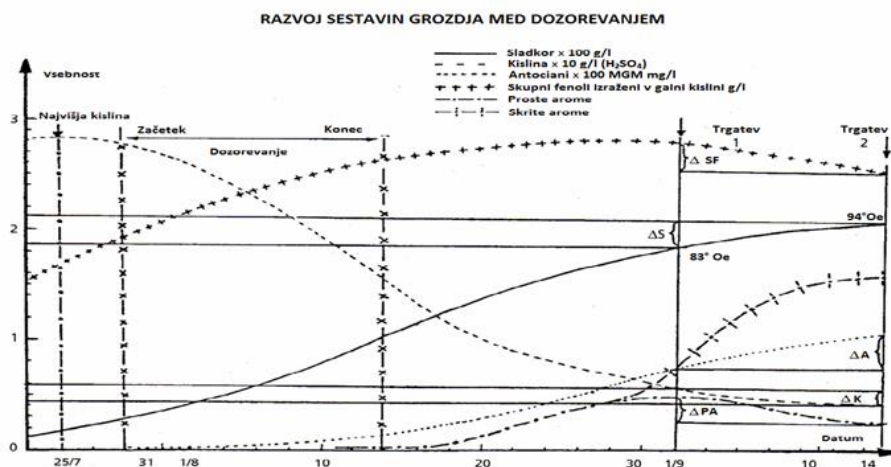 RAZVOJ SESTAVIN GROZDJA MED DOZOREVANJEM
Sladkor x 100 g/l
Kislina x 10 g/l (H₂SO₄)
Antociani x 100 MGM mg/l
Skupni fenoli izraženi v galni kislini g/l
Proste arome
Skrite arome
Vsebnost
Najvišja kislina
Začetek
Konec
Dozorevanje
Trgatev 1
Trgatev 2
3
Δ SF
2
94°Oe
ΔS
83° Oe
1
ΔA
ΔK
ΔPA
Datum
0
25/7 31 1/8 10 20 30 1/9 10 14